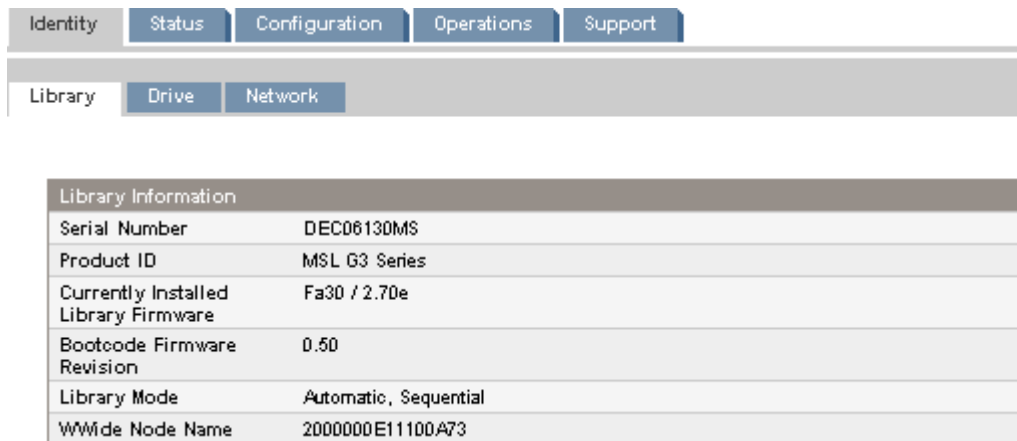 Identity Status Configuration Operations Support
Library Drive Network
Library Information
Serial Number DEC06130MS
Product ID MSL G3 Series
Currently Installed Fa30 / 2.70e
Library Firmware
Bootcode Firmware 0.50
Revision
Library Mode Automatic, Sequential
WWide Node Name 2000000E11100A73